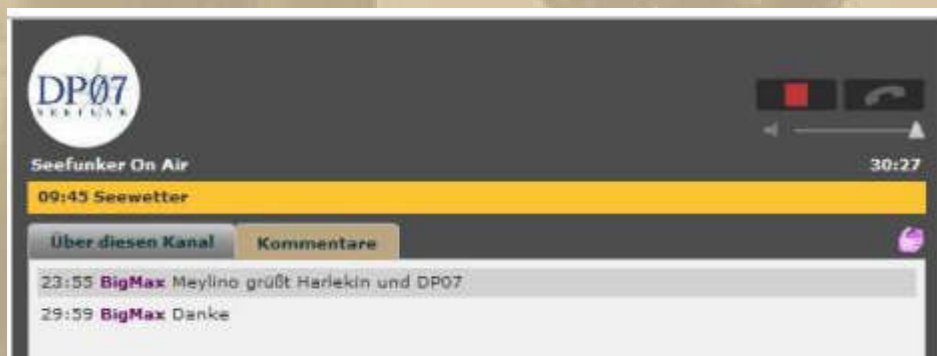 DP07
SEEFUNK
Seefunker On Air
30:27
09:45 Seewetter
Über diesen Kanal
Kommentare
23:55 BigMax Meylino grüßt Harlekin und DP07
29:59 BigMax Danke